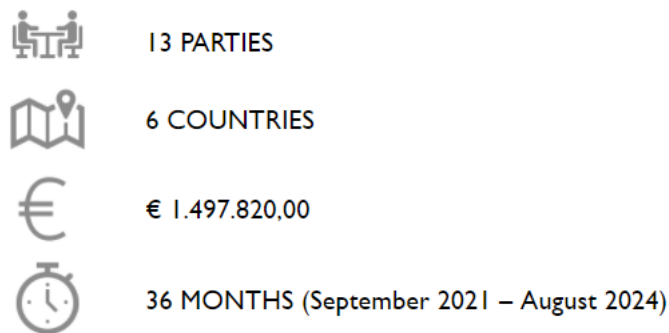 13 PARTIES
6 COUNTRIES
€ 1.497.820,00
36 MONTHS (September 2021 – August 2024)